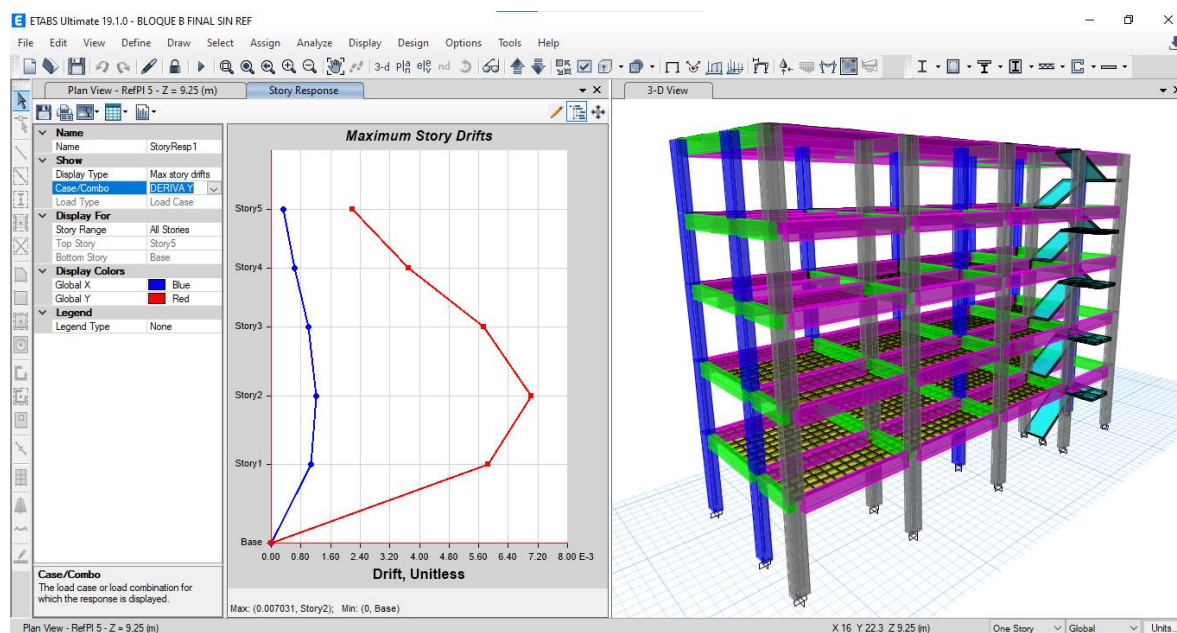 ETABS Ultimate 19.1.0 - BLOQUE B FINAL SIN REF
File Edit View Define Draw Select Assign Analyze Display Design Options Tools Help
3-d Pla ele nd
Plan View - RefPl 5 - Z = 9.25 (m)
Story Response
3-D View
Name
Name StoryResp1
Show
Display Type Max story drifts
Case/Combo DERIVA Y
Load Type Load Case
Display For
Story Range All Stories
Top Story Story5
Bottom Story Base
Display Colors
Global X Blue
Global Y Red
Legend
Legend Type None
Case/Combo
The load case or load combination for
which the response is displayed.
Maximum Story Drifts
Story5
Story4
Story3
Story2
Story1
Base
0.00 0.80 1.60 2.40 3.20 4.00 4.80 5.60 6.40 7.20 8.00 E-3
Drift, Unitless
Max: (0.007031, Story2); Min: (0, Base)
Plan View - RefPl 5 - Z = 9.25 (m)
X 16 Y 22.3 Z 9.25 (m)
One Story
Global
Units...